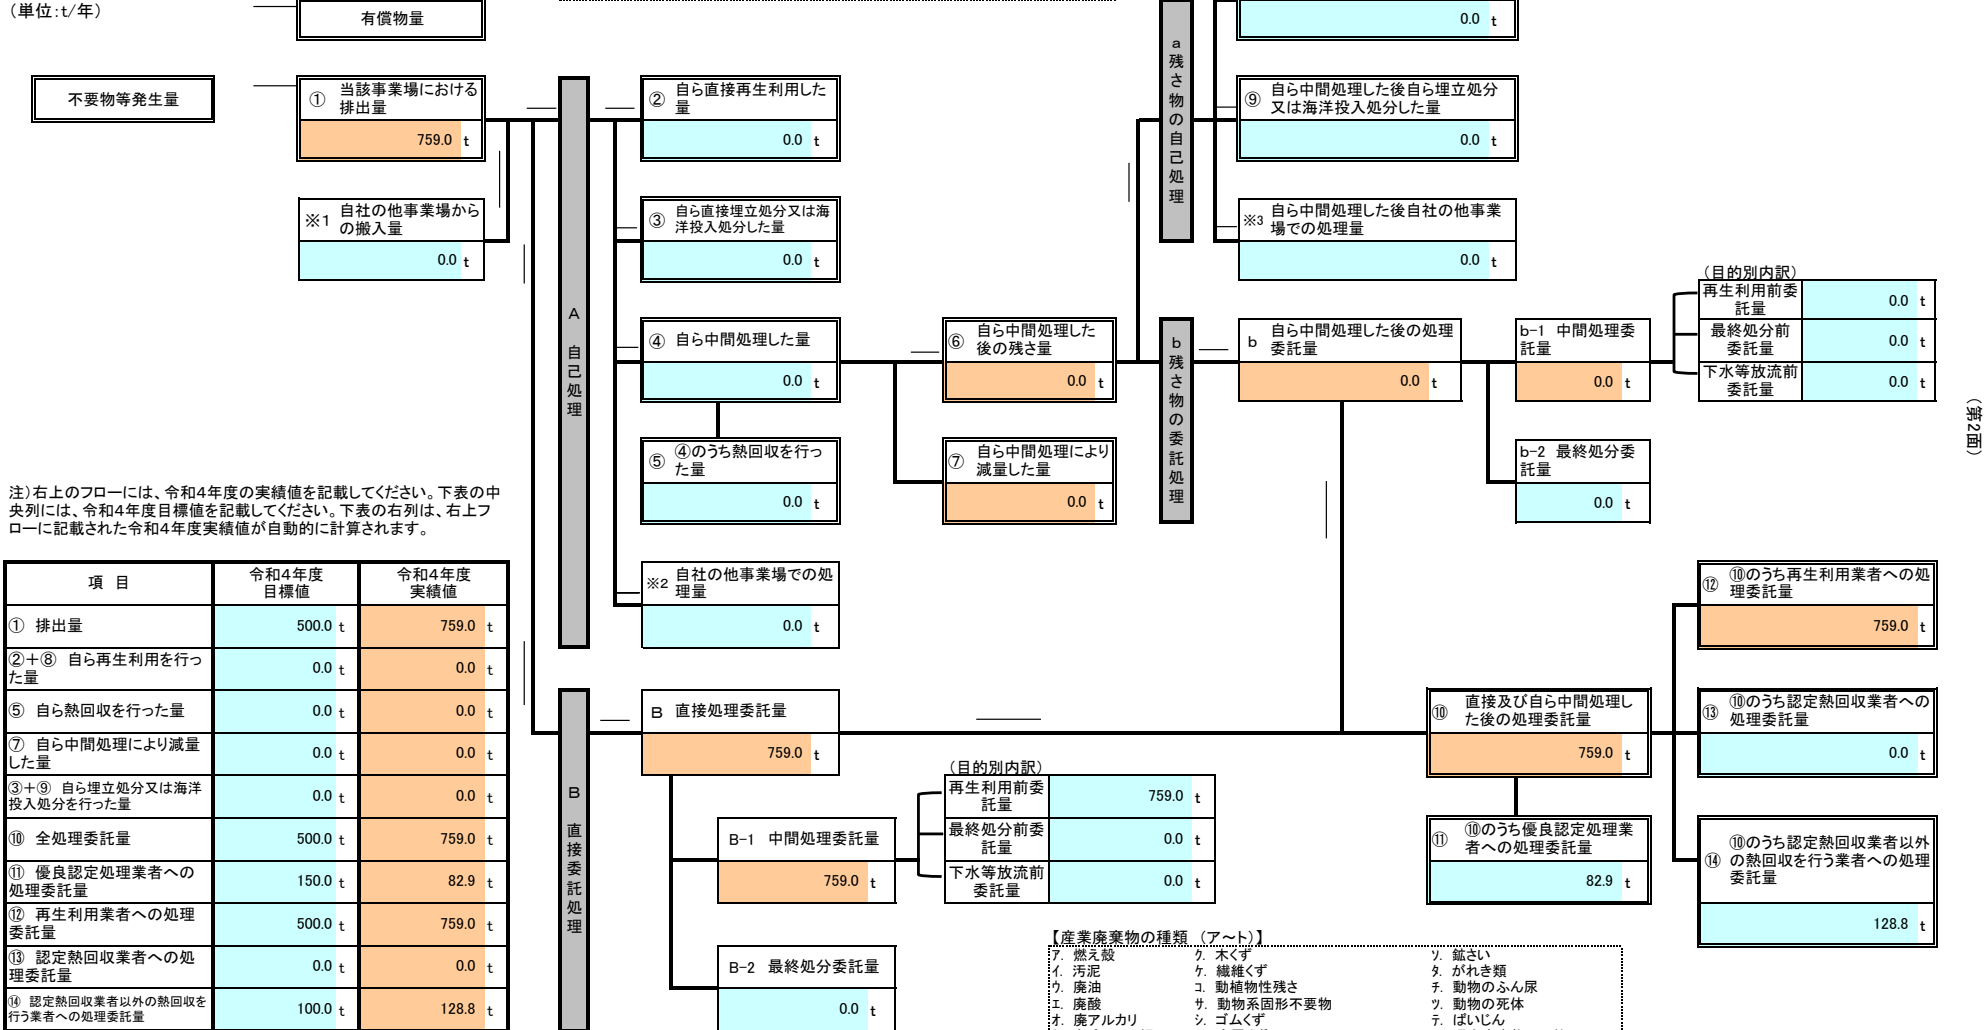 （単位:t/年）
有償物量
0.0 t
不要物等発生量
① 当該事業場における
排出量
759.0 t
※1 自社の他事業場から
の搬入量
0.0 t
A 自己処理
② 自ら直接再生利用した
量
0.0 t
③ 自ら直接埋立処分又は海
洋投入処分した量
0.0 t
④ 自ら中間処理した量
0.0 t
⑤ ④のうち熱回収を行っ
た量
0.0 t
※2 自社の他事業場での処
理量
0.0 t
⑥ 自ら中間処理した
後の残さ量
0.0 t
⑦ 自ら中間処理により
減量した量
0.0 t
a 残さ物の自己処理
⑨ 自ら中間処理した後自ら埋立処分
又は海洋投入処分した量
0.0 t
※3 自ら中間処理した後自社の他事業
場での処理量
0.0 t
b 残さ物の委託処理
b 自ら中間処理した後の処理
委託量
0.0 t
b-1 中間処理委
託量
0.0 t
b-2 最終処分委
託量
0.0 t
（目的別内訳）
再生利用前委
託量
0.0 t
最終処分前
委託量
0.0 t
下水等放流前
委託量
0.0 t
（第2面）
注）右上のフローには、令和4年度の実績値を記載してください。下表の中
央列には、令和4年度目標値を記載してください。下表の右列は、右上フ
ローに記載された令和4年度実績値が自動的に計算されます。
項 目 令和4年度
目標値 令和4年度
実績値
① 排出量 500.0 t 759.0 t
②＋⑧ 自ら再生利用を行っ
た量 0.0 t 0.0 t
⑤ 自ら熱回収を行った量 0.0 t 0.0 t
⑦ 自ら中間処理により減量
した量 0.0 t 0.0 t
③＋⑨ 自ら埋立処分又は海洋
投入処分を行った量 0.0 t 0.0 t
⑩ 全処理委託量 500.0 t 759.0 t
⑪ 優良認定処理業者への
処理委託量 150.0 t 82.9 t
⑫ 再生利用業者への処理
委託量 500.0 t 759.0 t
⑬ 認定熱回収業者への処
理委託量 0.0 t 0.0 t
⑭ 認定熱回収業者以外の熱回収を
行う業者への処理委託量 100.0 t 128.8 t
B 直接委託処理
B 直接処理委託量
759.0 t
B-1 中間処理委託量
759.0 t
B-2 最終処分委託量
0.0 t
（目的別内訳）
再生利用前委
託量
759.0 t
最終処分前委
託量
0.0 t
下水等放流前
委託量
0.0 t
⑩ 直接及び自ら中間処理し
た後の処理委託量
759.0 t
⑪ ⑩のうち優良認定処理業
者への処理委託量
82.9 t
⑫ ⑩のうち再生利用業者への処
理委託量
759.0 t
⑬ ⑩のうち認定熱回収業者への
処理委託量
0.0 t
⑭ ⑩のうち認定熱回収業者以外
の熱回収を行う業者への処理
委託量
128.8 t
【産業廃棄物の種類 （ア～ト）】
ア. 燃え殻 ク. 木くず ソ. 鉱さい
イ. 汚泥 ケ. 繊維くず タ. がれき類
ウ. 廃油 コ. 動植物性残さ チ. 動物のふん尿
エ. 廃酸 サ. 動物系固形不要物 ツ. 動物の死体
オ. 廃アルカリ シ. ゴムくず テ. ばいじん